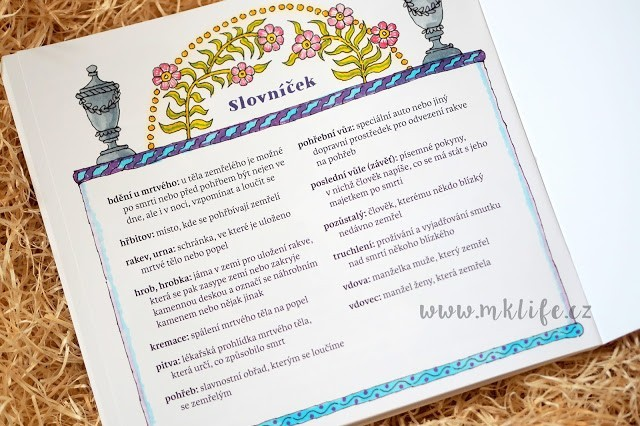 Slovníček
bdění u mrtvého: u těla zemřelého je možné
po smrti nebo před pohřbem být nejen ve
dne, ale i v noci, vzpomínat a loučit se
hřbitov: místo, kde se pohřbívají zemřelí
rakev, urna: schránka, ve které je uloženo
mrtvé tělo nebo popel
hrob, hrobka: jáma v zemi pro uložení rakve,
která se pak zasype zemí nebo zakryje
kamennou deskou a označí se náhrobním
kamenem nebo nějak jinak
kremace: spálení mrtvého těla na popel
pitva: lékařská prohlídka mrtvého těla,
která určí, co způsobilo smrt
pohřeb: slavnostní obřad, kterým se loučíme
se zemřelým
pohřební vůz: speciální auto nebo jiný
dopravní prostředek pro odvezení rakve
na pohřeb
poslední vůle (závěť): písemné pokyny,
v nichž člověk napíše, co se má stát s jeho
majetkem po smrti
pozůstalý: člověk, kterému někdo blízký
nedávno zemřel
truchlení: prožívání a vyjadřování smutku
nad smrtí někoho blízkého
vdova: manželka muže, který zemřel
vdovec: manžel ženy, která zemřela
www.mklife.cz